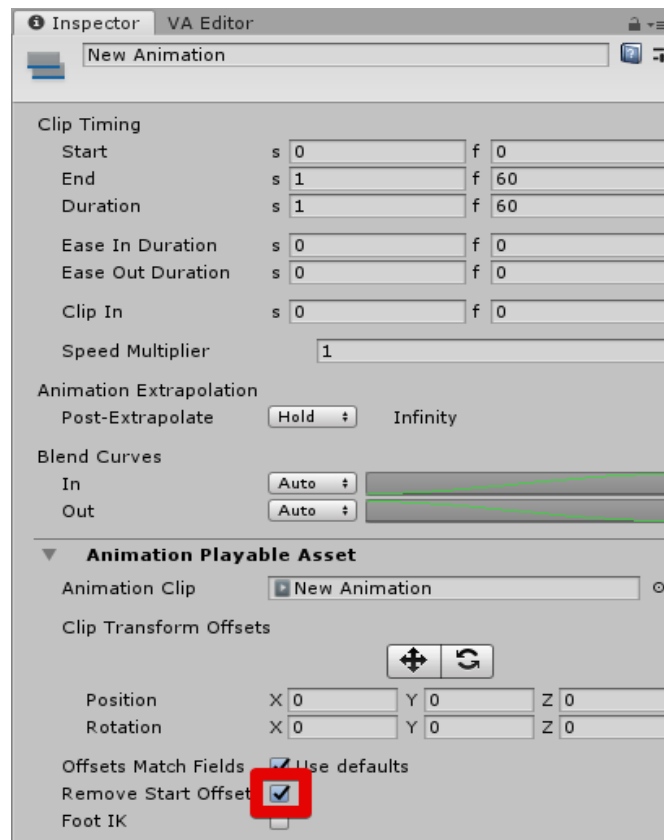 Inspector VA Editor
New Animation
Clip Timing
Start s 0 f 0
End s 1 f 60
Duration s 1 f 60
Ease In Duration s 0 f 0
Ease Out Duration s 0 f 0
Clip In s 0 f 0
Speed Multiplier 1
Animation Extrapolation
Post-Extrapolate Hold Infinity
Blend Curves
In Auto
Out Auto
Animation Playable Asset
Animation Clip New Animation
Clip Transform Offsets
Position X 0 Y 0 Z 0
Rotation X 0 Y 0 Z 0
Offsets Match Fields Use defaults
Remove Start Offset
Foot IK